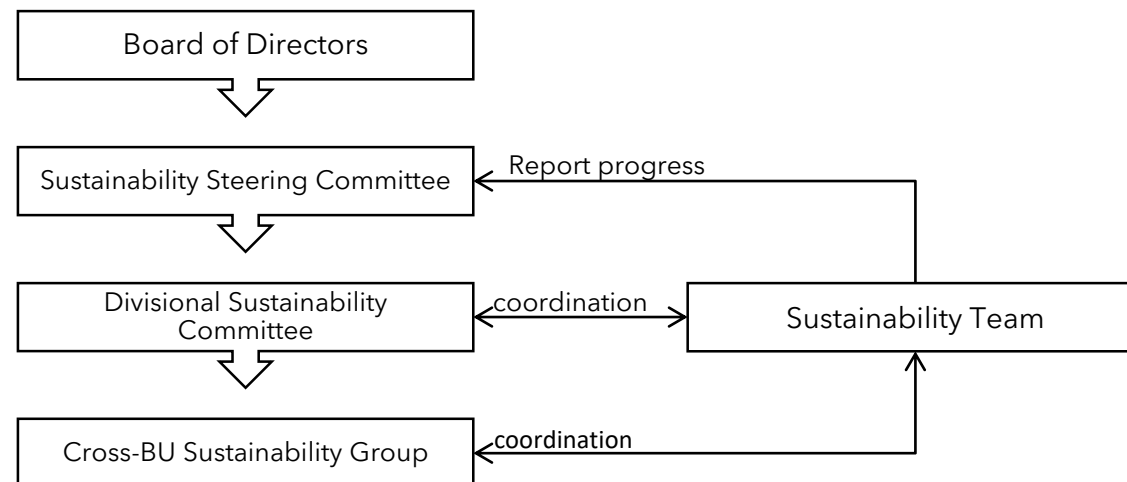 Board of Directors
Sustainability Steering Committee
Report progress
Divisional Sustainability
Committee
coordination
Sustainability Team
Cross-BU Sustainability Group
coordination